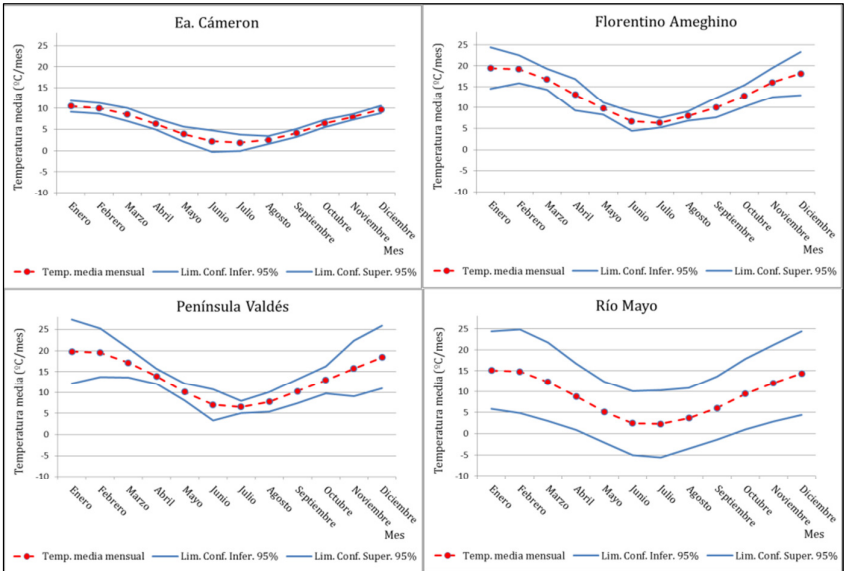 Ea. Cámeron
Temperatura media (ºC/mes)
25
20
15
10
5
0
-5
-10
Enero
Febrero
Marzo
Abril
Mayo
Junio
Julio
Agosto
Septiembre
Octubre
Noviembre
Diciembre
Mes
Temp. media mensual Lim. Conf. Infer. 95% Lim. Conf. Super. 95%
Florentino Ameghino
Temperatura media (ºC/mes)
25
20
15
10
5
0
-5
-10
Enero
Febrero
Marzo
Abril
Mayo
Junio
Julio
Agosto
Septiembre
Octubre
Noviembre
Diciembre
Mes
Temp. media mensual Lim. Conf. Infer. 95% Lim. Conf. Super. 95%
Península Valdés
Temperatura media (ºC/mes)
25
20
15
10
5
0
-5
-10
Enero
Febrero
Marzo
Abril
Mayo
Junio
Julio
Agosto
Septiembre
Octubre
Noviembre
Diciembre
Mes
Temp. media mensual Lim. Conf. Infer. 95% Lim. Conf. Super. 95%
Río Mayo
Temperatura media (ºC/mes)
25
20
15
10
5
0
-5
-10
Enero
Febrero
Marzo
Abril
Mayo
Junio
Julio
Agosto
Septiembre
Octubre
Noviembre
Diciembre
Mes
Temp. media mensual Lim. Conf. Infer. 95% Lim. Conf. Super. 95%